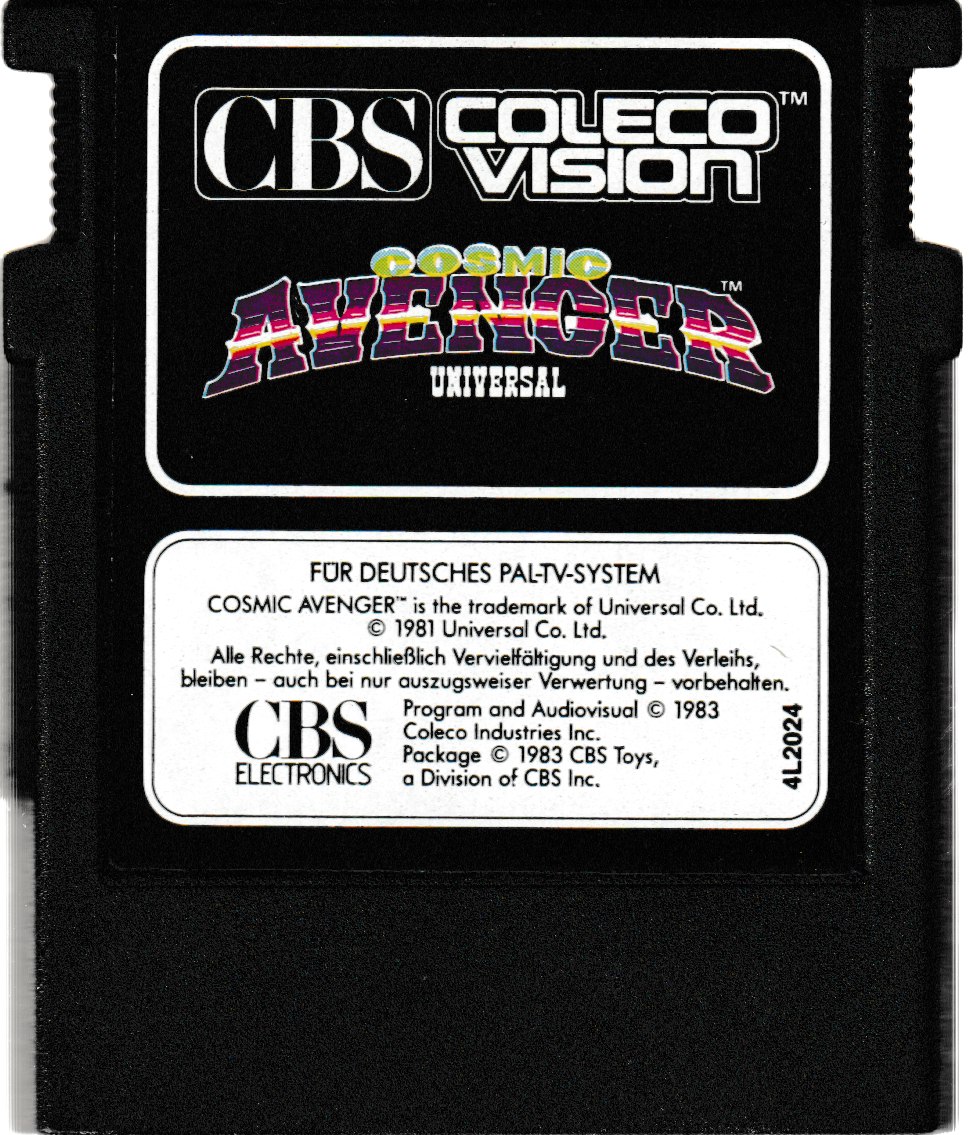 CBS COLECO™
VISION
COSMIC
AVENGER™
UNIVERSAL
FÜR DEUTSCHES PAL-TV-SYSTEM
COSMIC AVENGER™ is the trademark of Universal Co. Ltd.
© 1981 Universal Co. Ltd.
Alle Rechte, einschließlich Vervielfältigung und des Verleihs,
bleiben – auch bei nur auszugsweiser Verwertung – vorbehalten.
CBS
ELECTRONICS
Program and Audiovisual © 1983
Coleco Industries Inc.
Package © 1983 CBS Toys,
a Division of CBS Inc.
4L2024